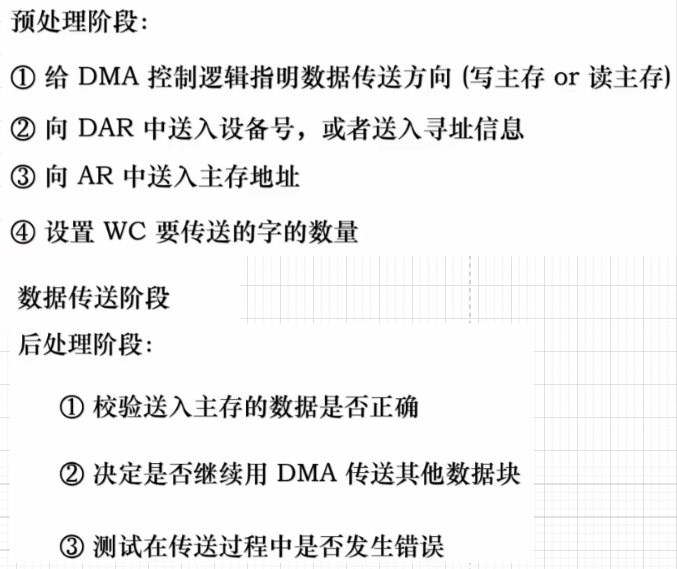 预处理阶段:
① 给 DMA 控制逻辑指明数据传送方向 (写主存 or 读主存)
② 向 DAR 中送入设备号，或者送入寻址信息
③ 向 AR 中送入主存地址
④ 设置 WC 要传送的字的数量
数据传送阶段
后处理阶段:
① 校验送入主存的数据是否正确
② 决定是否继续用 DMA 传送其他数据块
③ 测试在传送过程中是否发生错误